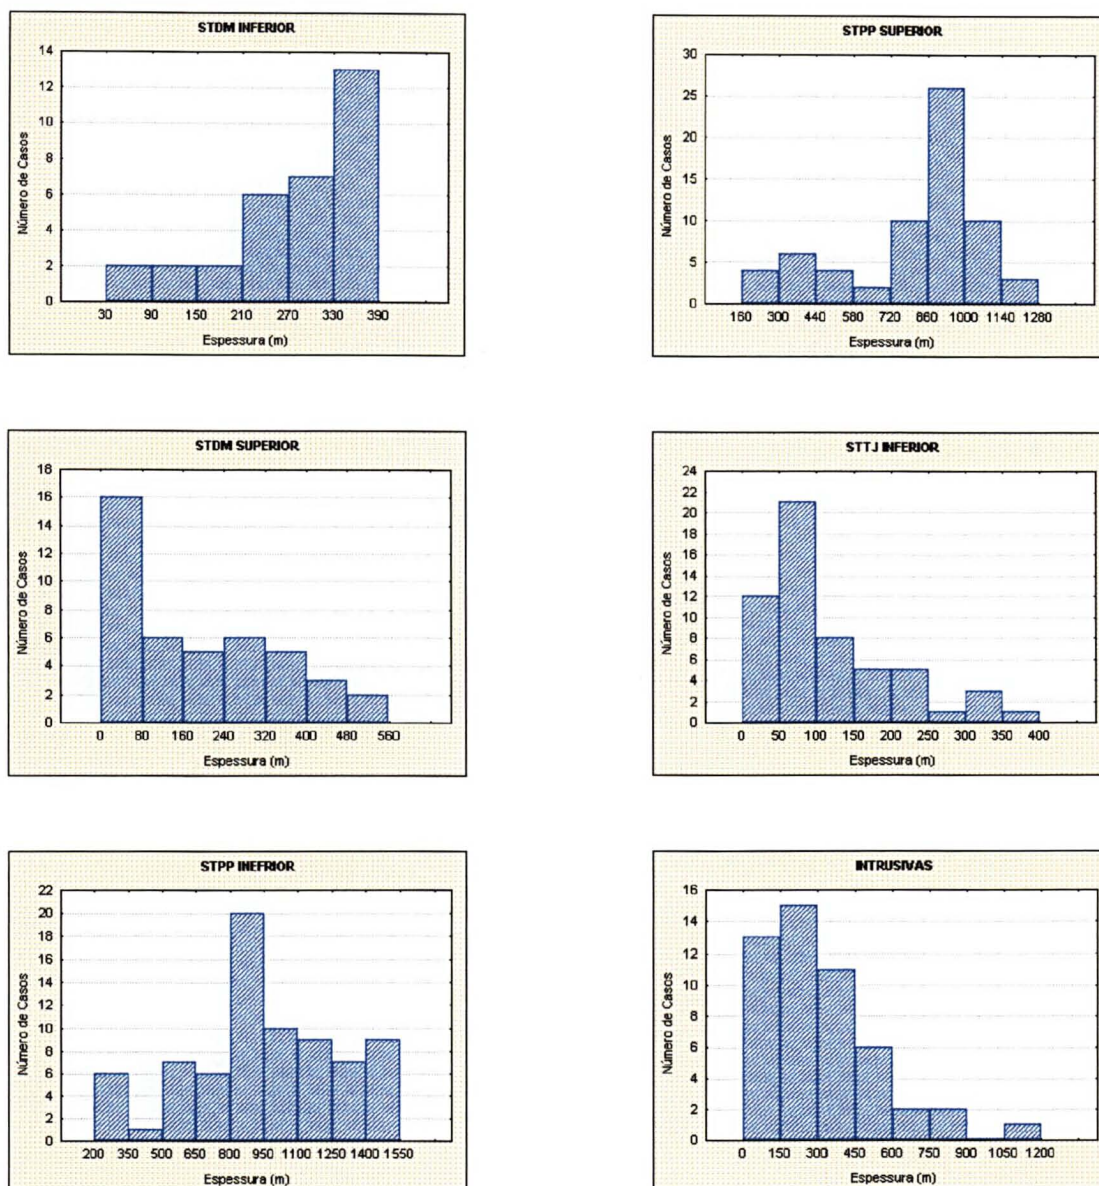 STDM INFERIOR
Número de Casos
14
12
10
8
6
4
2
0
30 90 150 210 270 330 390
Espessura (m)
STPP SUPERIOR
Número de Casos
30
25
20
15
10
5
0
160 300 440 580 720 860 1000 1140 1280
Espessura (m)
STDM SUPERIOR
Número de Casos
18
16
14
12
10
8
6
4
2
0
0 80 160 240 320 400 480 560
Espessura (m)
STTJ INFERIOR
Número de Casos
24
22
20
18
16
14
12
10
8
6
4
2
0
0 50 100 150 200 250 300 350 400
Espessura (m)
STPP INEFRIOR
Número de Casos
22
20
18
16
14
12
10
8
6
4
2
0
200 350 500 650 800 950 1100 1250 1400 1550
Espessura (m)
INTRUSIVAS
Número de Casos
16
14
12
10
8
6
4
2
0
0 150 300 450 600 750 900 1050 1200
Espessura (m)